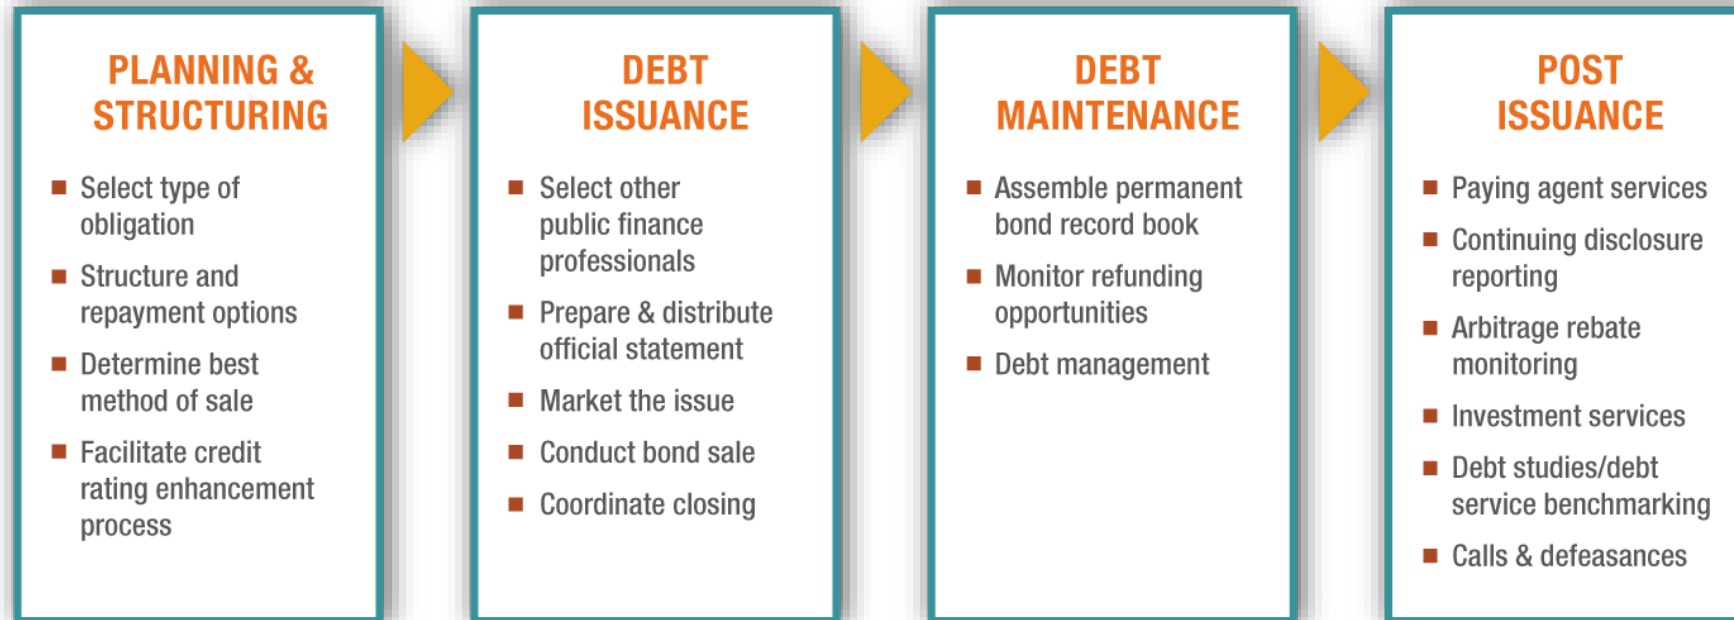 PLANNING &
STRUCTURING
Select type of
obligation
Structure and
repayment options
Determine best
method of sale
Facilitate credit
rating enhancement
process
DEBT
ISSUANCE
Select other
public finance
professionals
Prepare & distribute
official statement
Market the issue
Conduct bond sale
Coordinate closing
DEBT
MAINTENANCE
Assemble permanent
bond record book
Monitor refunding
opportunities
Debt management
POST
ISSUANCE
Paying agent services
Continuing disclosure
reporting
Arbitrage rebate
monitoring
Investment services
Debt studies/debt
service benchmarking
Calls & defeasances